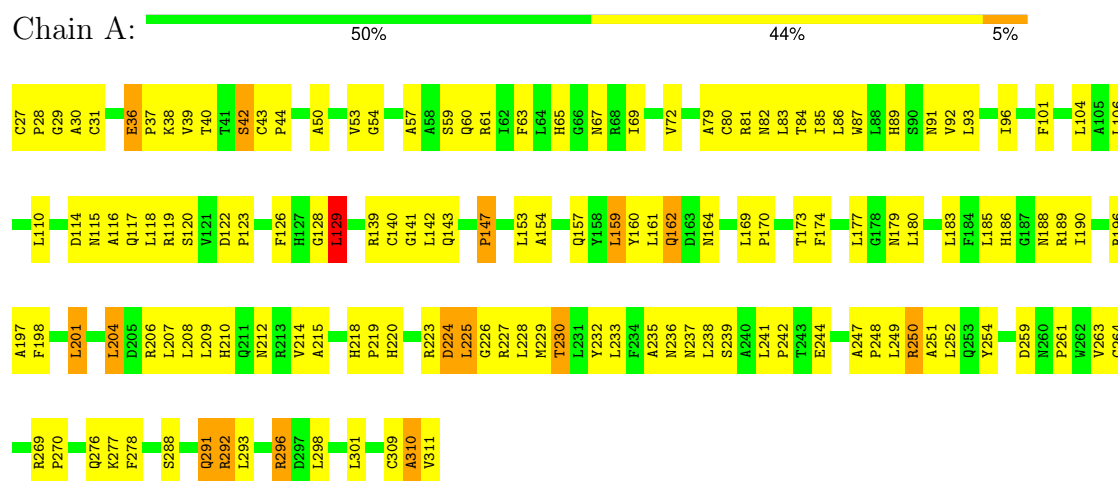 Chain A:
50% 44% 5%
C27 P28 G29 A30 C31 E36 P37 K38 V39 T40 T41 S42 C43 P44 A50 V53 G54 A57 A58 S59 Q60 R61 I62 F63 L64 H65 G66 N67 R68 I69 V72 A79 C80 R81 N82 L83 T84 I85 L86 W87 L88 H89 S90 N91 V92 L93 I96 F101 L104 A105 L106
L110 D114 N115 A116 Q117 L118 R119 S120 V121 D122 P123 F126 H127 G128 L129 R139 C140 G141 L142 Q143 P147 L153 A154 Q157 Y158 L159 Y160 L161 Q162 D163 N164 L169 P170 T173 F174 L177 G178 N179 L180 L183 F184 L185 H186 G187 N188 R189 I190 R196
A197 F198 L201 L204 D205 R206 L207 L208 L209 H210 Q211 N212 R213 V214 A215 H218 P219 H220 R223 D224 L225 G226 R227 L228 M229 T230 L231 Y232 L233 F234 A235 N236 N237 L238 S239 A240 L241 P242 T243 E244 A247 P248 L249 R250 A251 L252 Q253 Y254 D259 N260 P261 W262 V263 C264
R269 P270 Q276 K277 F278 S288 Q291 R292 L293 R296 D297 L298 L301 C309 A310 V311